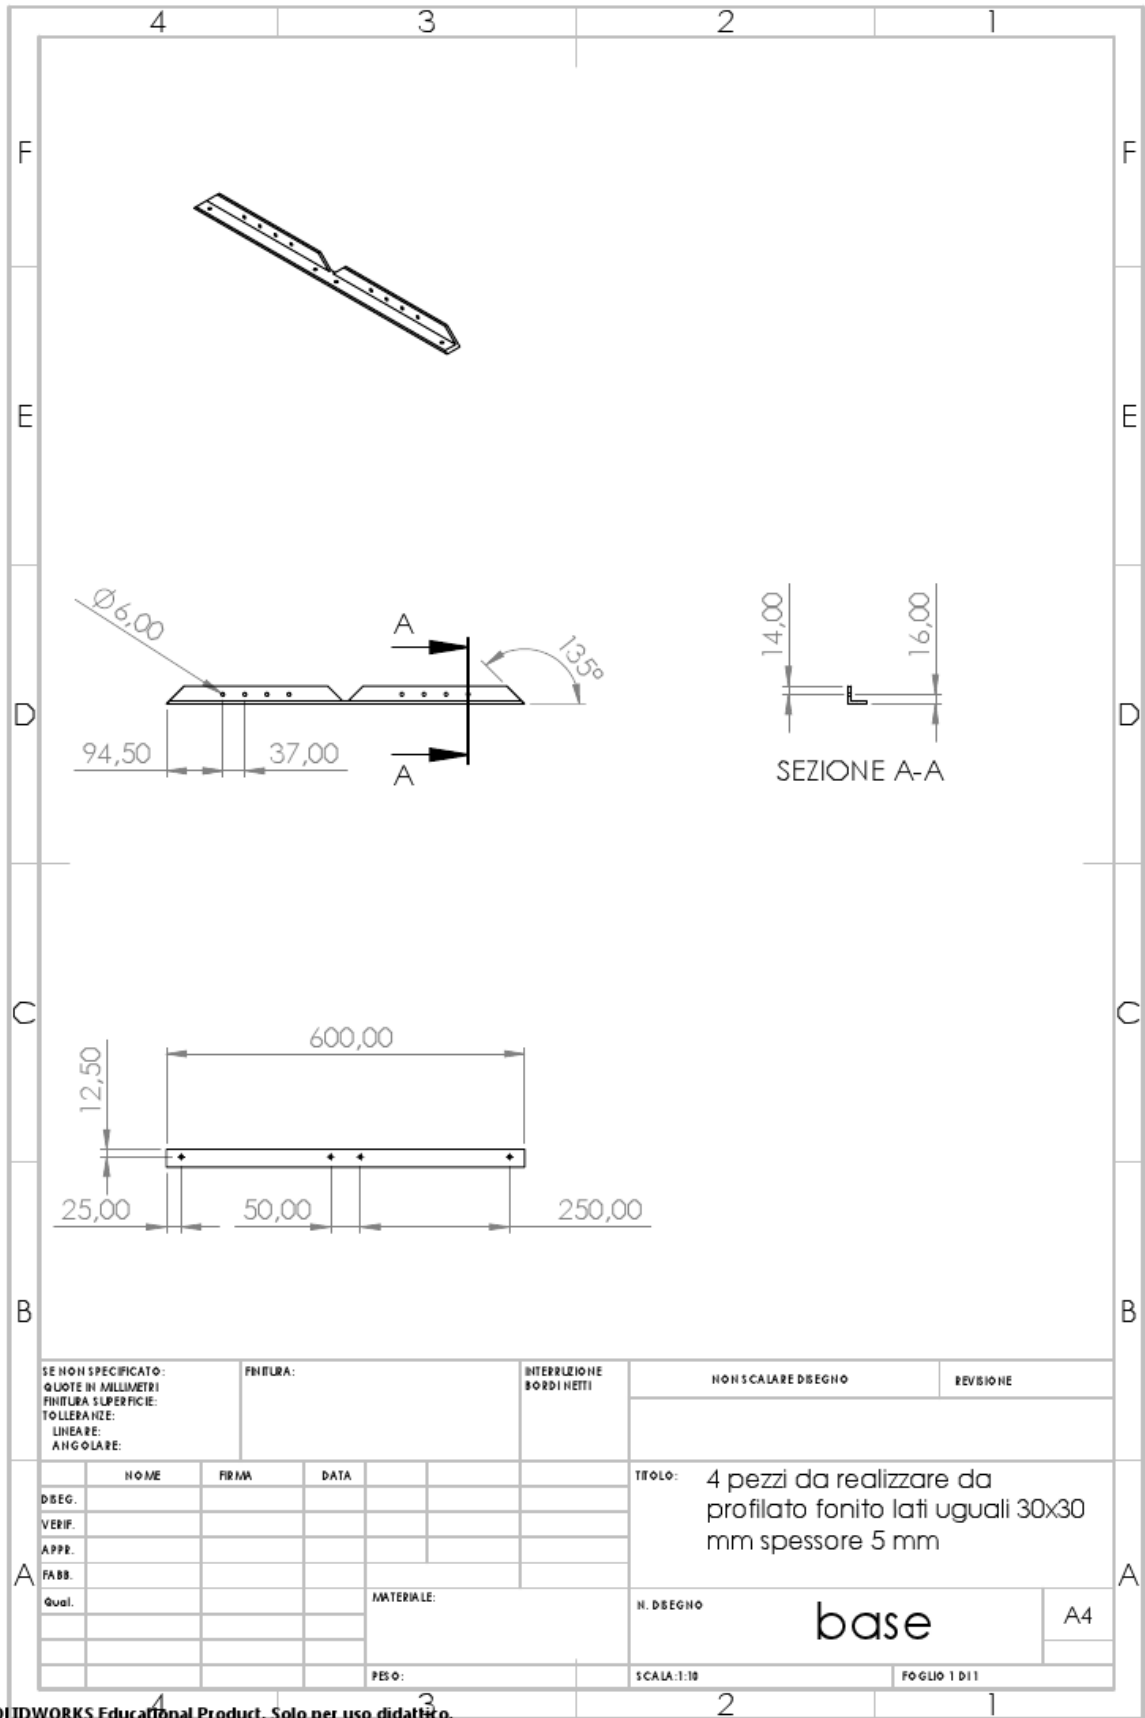 4 3 2 1
F F
E E
Ø6,00
A
135°
14,00
16,00
D D
94,50 37,00
A
SEZIONE A-A
C C
600,00
12,50
25,00 50,00 250,00
B B
SE NON SPECIFICATO:
QUOTE IN MILLIMETRI
FINITURA SUPERFICIE:
TOLLERANZE:
LINEARE:
ANGOLARE:
FINITURA:
INTERRUZIONE
BORDI NETTI
NON SCALARE DISEGNO
REVISIONE
NOME FIRMA DATA
DISEG.
VERIF.
APPR.
FABB.
Qual.
TITOLO:
4 pezzi da realizzare da
profilato fonito lati uguali 30x30
mm spessore 5 mm
A A
MATERIALE:
N. DISEGNO
base
A4
PESO:
SCALA:1:10
FOGLIO 1 DI 1
4 3 2 1
OLIDWORKS Educational Product. Solo per uso didattico.